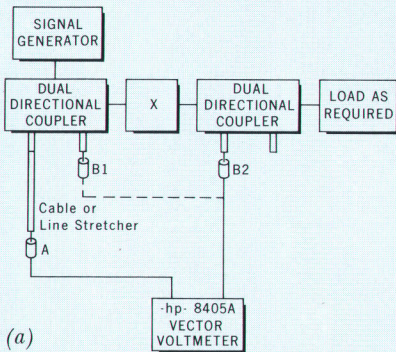 SIGNAL
GENERATOR
DUAL
DIRECTIONAL
COUPLER
X
DUAL
DIRECTIONAL
COUPLER
LOAD AS
REQUIRED
B1
B2
Cable or
Line Stretcher
A
-hp- 8405A
VECTOR
VOLTMETER
(a)